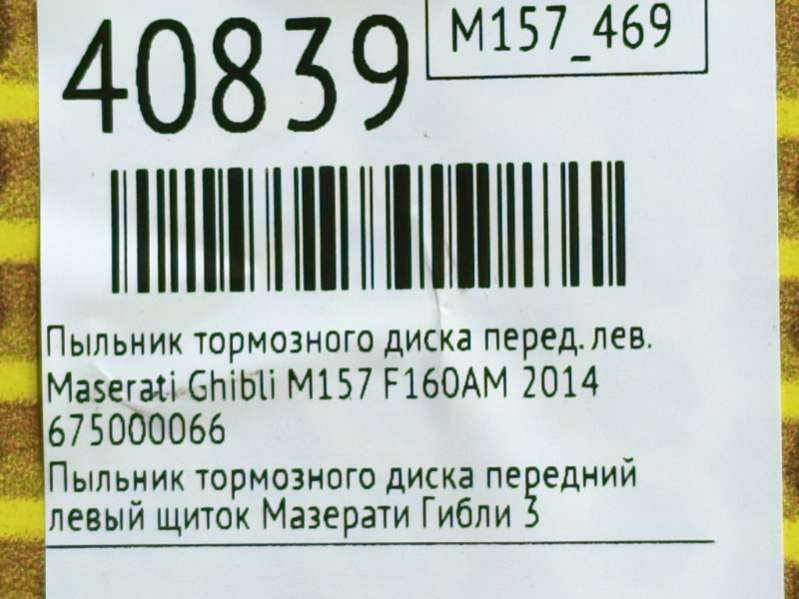 40839
M157_469
Пыльник тормозного диска перед. лев.
Maserati Ghibli M157 F160AM 2014
675000066
Пыльник тормозного диска передний
левый щиток Мазерати Гибли 3